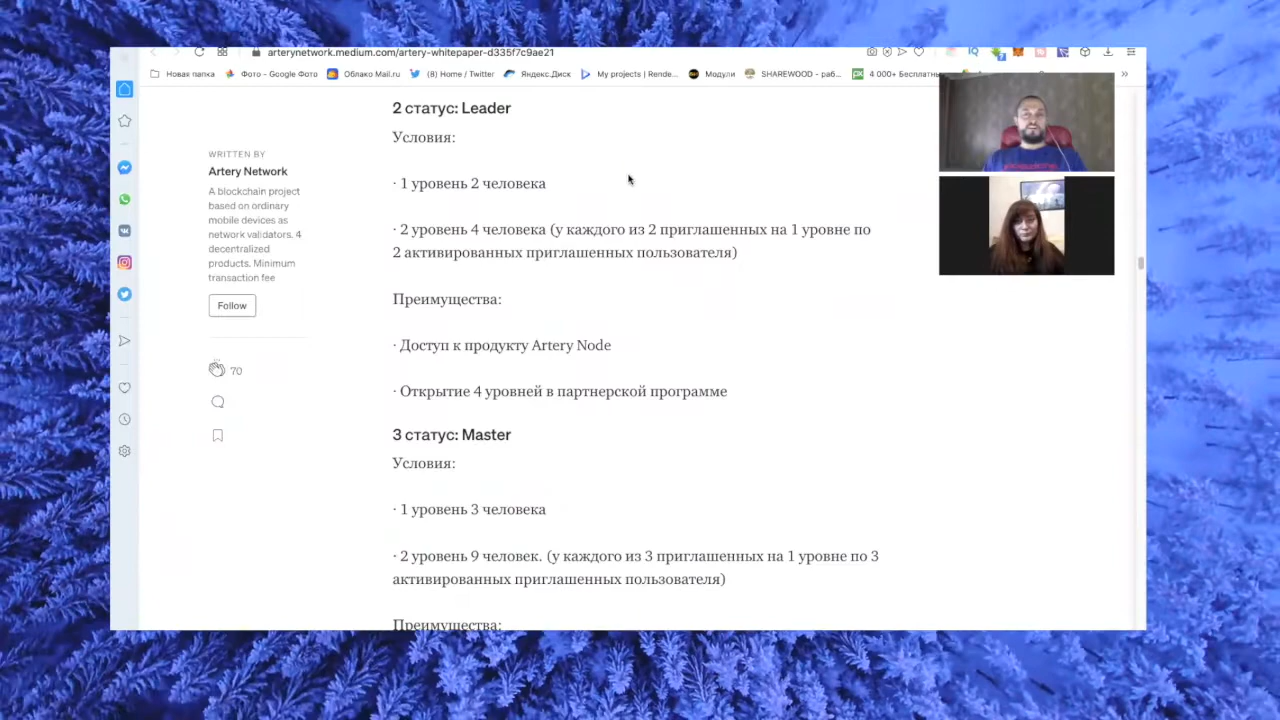 arterynetwork.medium.com/artery-whitepaper-d335f7c9ae21
Новая папка
Фото - Google Фото
Облако Mail.ru
(8) Home / Twitter
Яндекс.Диск
My projects | Rende...
Модули
SHAREWOOD - раб...
4 000+ Бесплатны
2 статус: Leader
Условия:
· 1 уровень 2 человека
· 2 уровень 4 человека (у каждого из 2 приглашенных на 1 уровне по
2 активированных приглашенных пользователя)
Преимущества:
· Доступ к продукту Artery Node
· Открытие 4 уровней в партнерской программе
3 статус: Master
Условия:
· 1 уровень 3 человека
· 2 уровень 9 человек. (у каждого из 3 приглашенных на 1 уровне по 3
активированных приглашенных пользователя)
Преимущества:
WRITTEN BY
Artery Network
A blockchain project
based on ordinary
mobile devices as
network validators. 4
decentralized
products. Minimum
transaction fee
Follow
70